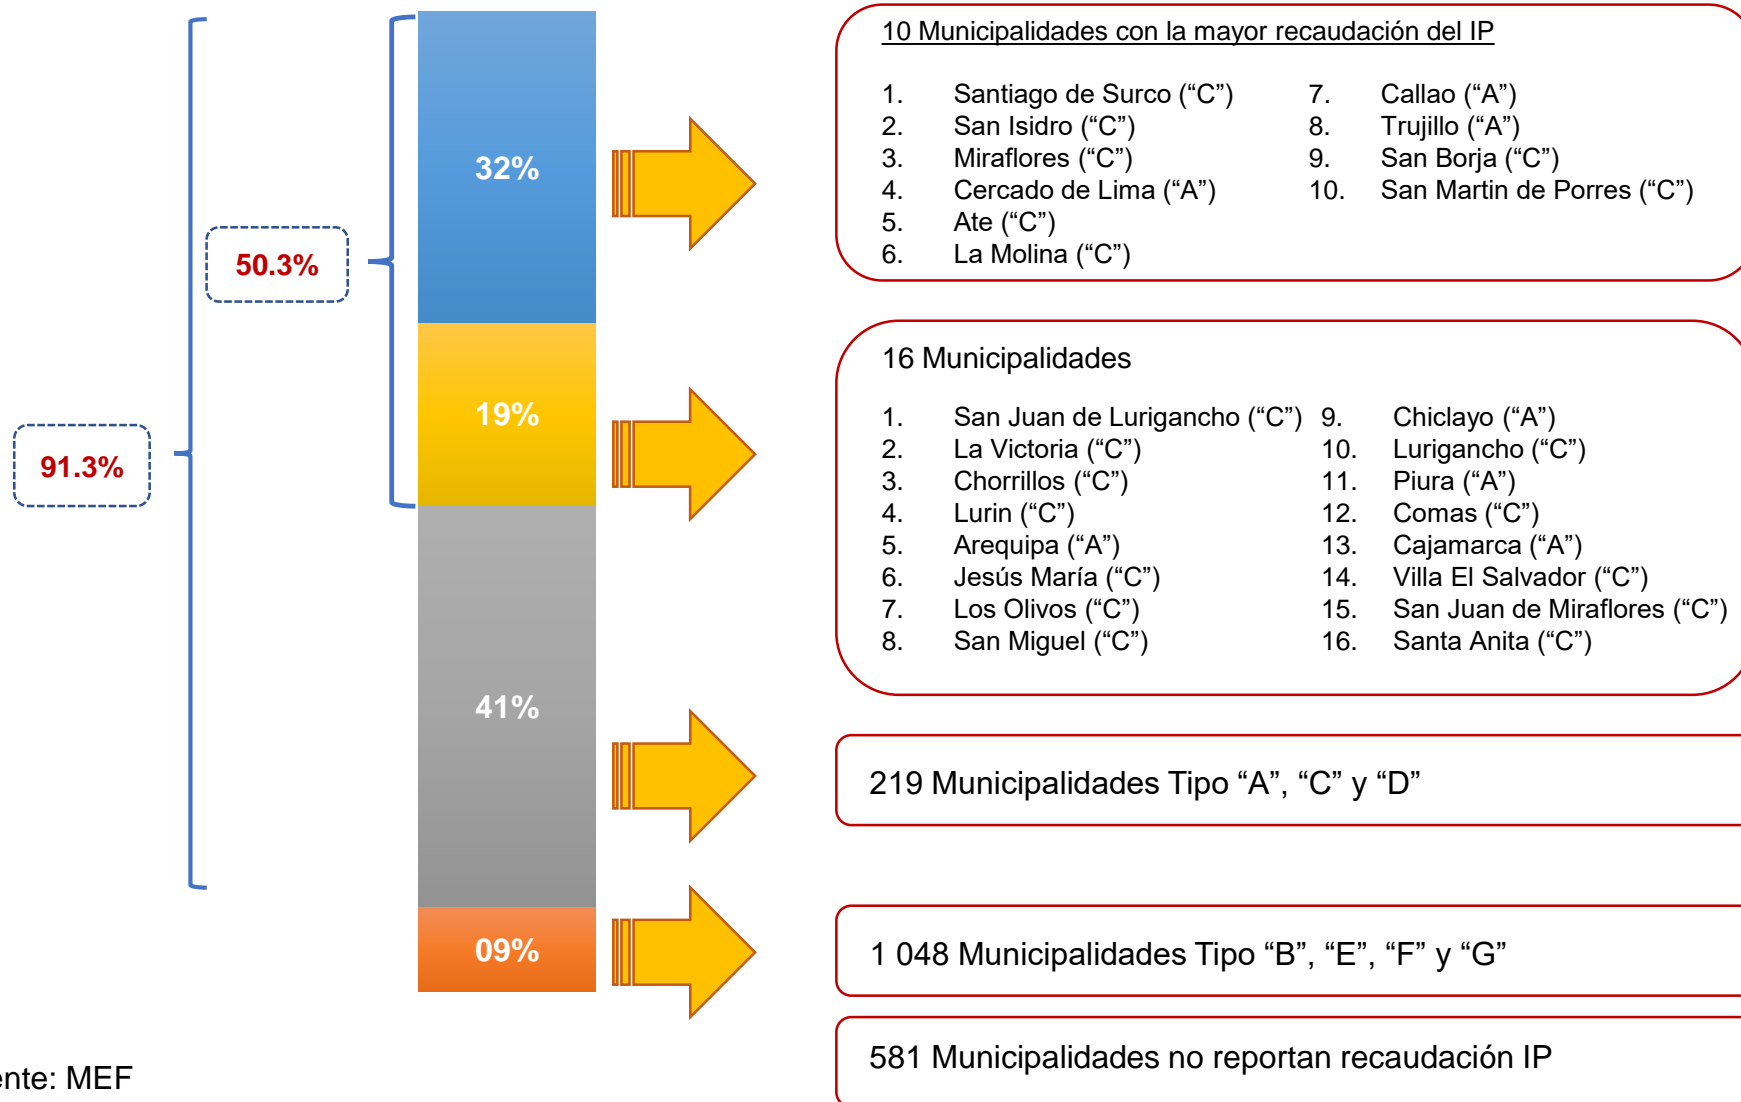 10 Municipalidades con la mayor recaudación del IP
1. Santiago de Surco (“C”)
2. San Isidro (“C”)
3. Miraflores (“C”)
4. Cercado de Lima (“A”)
5. Ate (“C”)
6. La Molina (“C”)
7. Callao (“A”)
8. Trujillo (“A”)
9. San Borja (“C”)
10. San Martin de Porres (“C”)
32%
50.3%
16 Municipalidades
1. San Juan de Lurigancho (“C”)
2. La Victoria (“C”)
3. Chorrillos (“C”)
4. Lurin (“C”)
5. Arequipa (“A”)
6. Jesús María (“C”)
7. Los Olivos (“C”)
8. San Miguel (“C”)
9. Chiclayo (“A”)
10. Lurigancho (“C”)
11. Piura (“A”)
12. Comas (“C”)
13. Cajamarca (“A”)
14. Villa El Salvador (“C”)
15. San Juan de Miraflores (“C”)
16. Santa Anita (“C”)
19%
91.3%
41%
219 Municipalidades Tipo “A”, “C” y “D”
09%
1 048 Municipalidades Tipo “B”, “E”, “F” y “G”
581 Municipalidades no reportan recaudación IP
ente: MEF